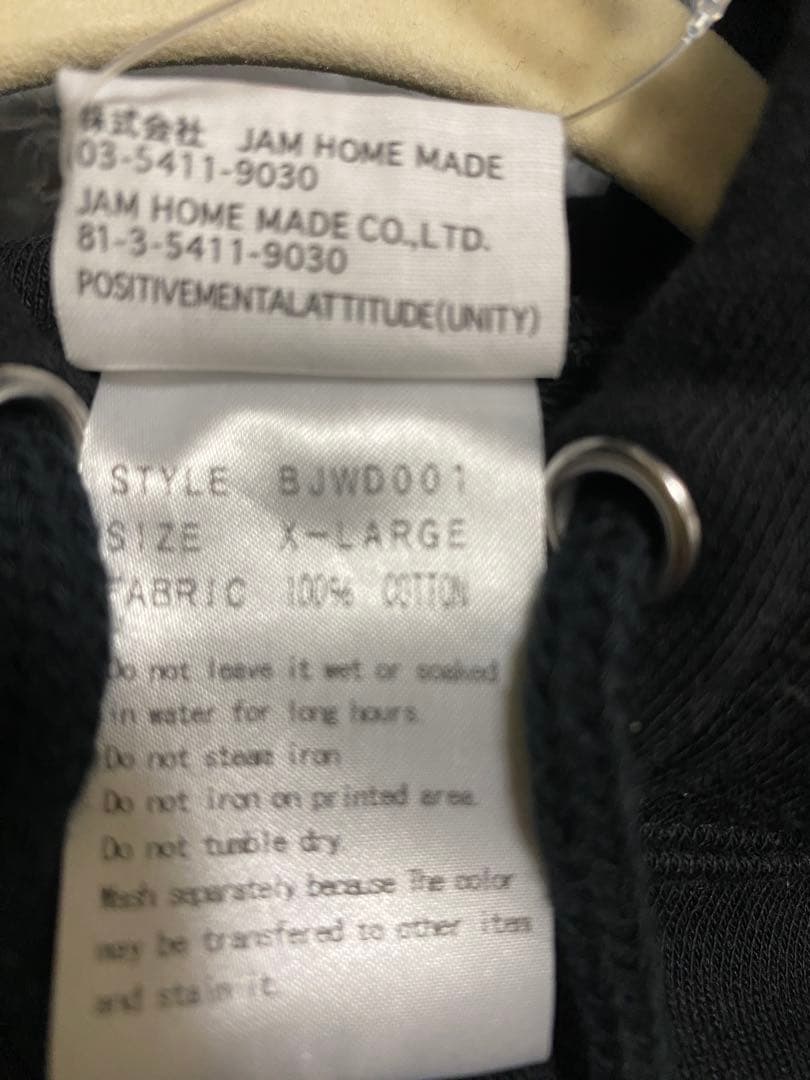 株式会社 JAM HOME MADE
03-5411-9030
JAM HOME MADE CO.,LTD.
81-3-5411-9030
POSITIVEMENTALATTITUDE(UNITY)
STYLE BJWD001
SIZE X-LARGE
FABRIC 100% COTTON
Do not leave it wet or soaked
in water for long hours.
Do not steam iron
Do not iron on printed area.
Do not tumble dry.
Wash separately because The color
may be transfered to other item
and stain it.